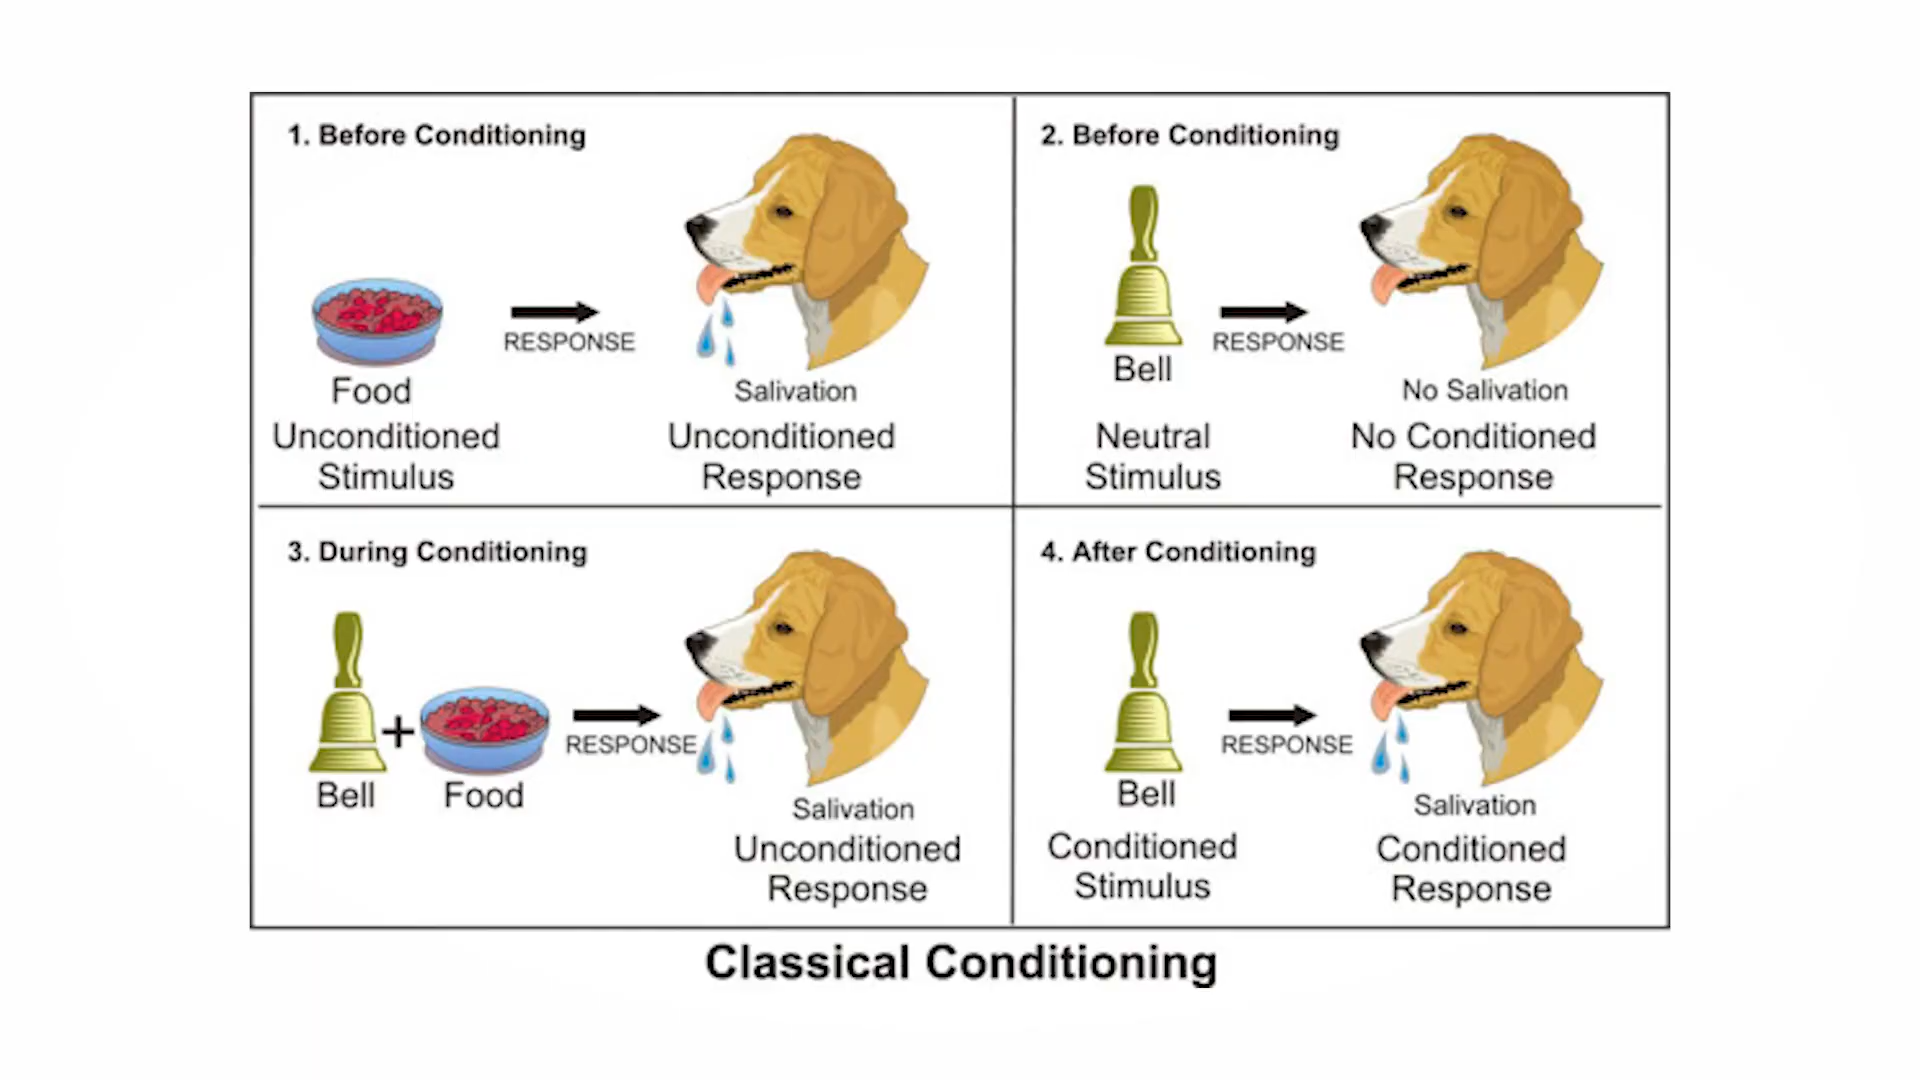 1. Before Conditioning
RESPONSE
Food
Salivation
Unconditioned
Stimulus
Unconditioned
Response
2. Before Conditioning
RESPONSE
Bell
No Salivation
Neutral
Stimulus
No Conditioned
Response
3. During Conditioning
+
RESPONSE
Bell
Food
Salivation
Unconditioned
Response
4. After Conditioning
RESPONSE
Bell
Salivation
Conditioned
Stimulus
Conditioned
Response
Classical Conditioning